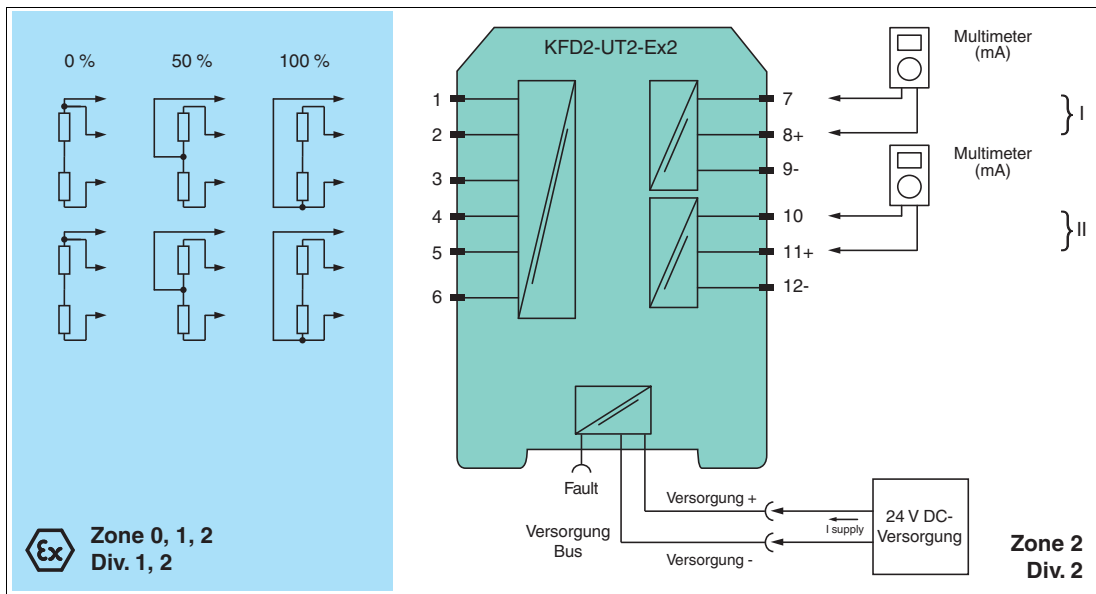 0 %
50 %
100 %
KFD2-UT2-Ex2
1
2
3
4
5
6
7
8+
9-
10
11+
12-
Multimeter
(mA)
I
Multimeter
(mA)
II
Fault
Versorgung
Bus
Versorgung +
I supply
Versorgung -
24 V DC-
Versorgung
Ex
Zone 0, 1, 2
Div. 1, 2
Zone 2
Div. 2